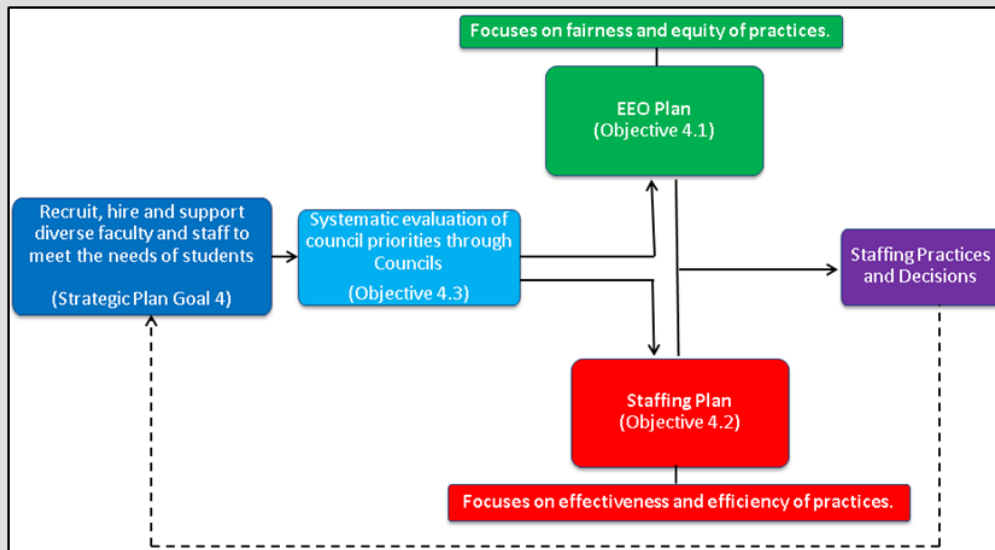 Focuses on fairness and equity of practices.
EEO Plan
(Objective 4.1)
Recruit, hire and support
diverse faculty and staff to
meet the needs of students
(Strategic Plan Goal 4)
Systematic evaluation of
council priorities through
Councils
(Objective 4.3)
Staffing Practices
and Decisions
Staffing Plan
(Objective 4.2)
Focuses on effectiveness and efficiency of practices.